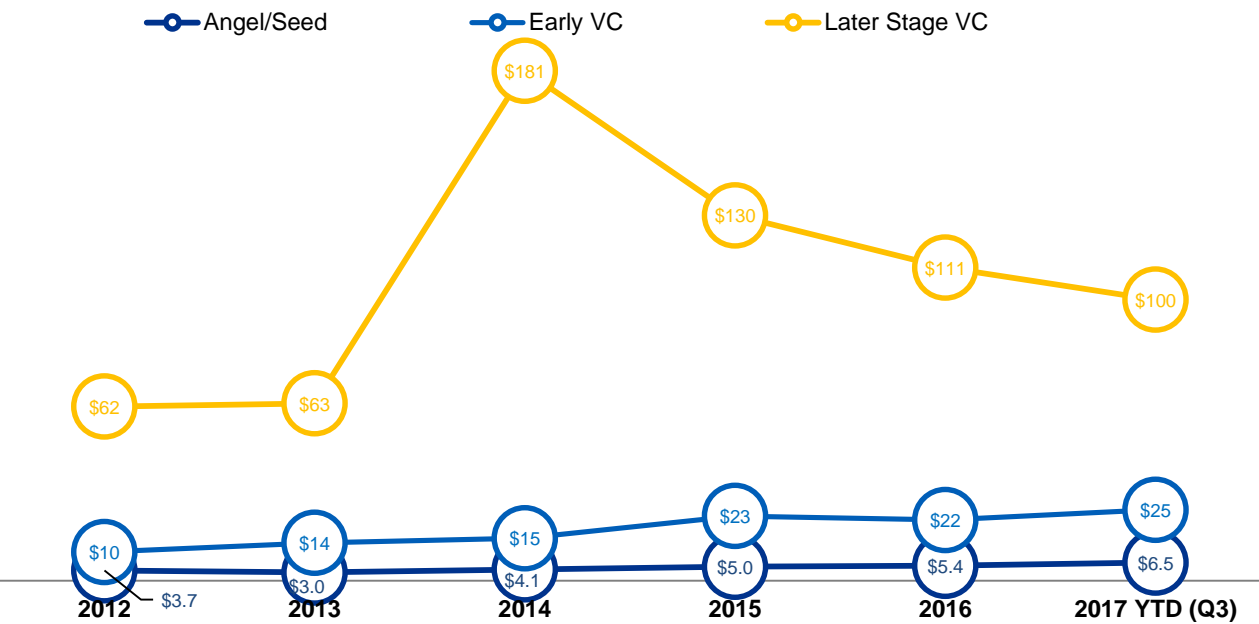 Angel/Seed Early VC Later Stage VC
$181
$130
$111
$100
$62 $63
$10 $14 $15 $23 $22 $25
$3.7 $3.0 $4.1 $5.0 $5.4 $6.5
2012 2013 2014 2015 2016 2017 YTD (Q3)